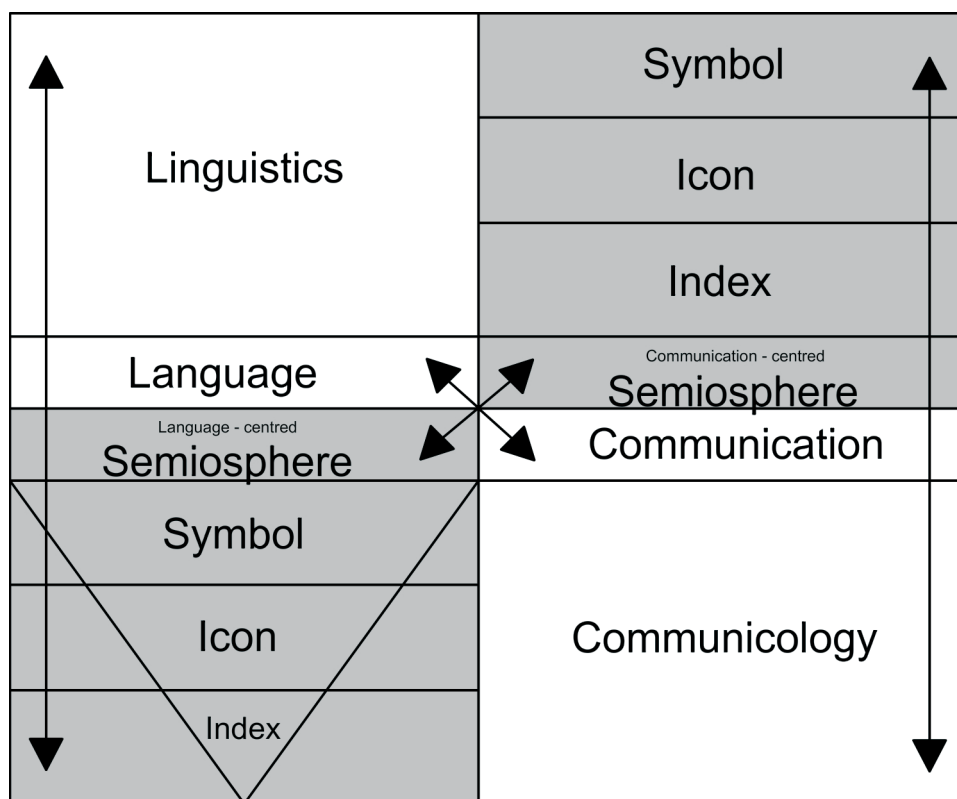 Linguistics
Language
Language - centred
Semiosphere
Symbol
Icon
Index
Symbol
Icon
Index
Communication - centred
Semiosphere
Communication
Communicology